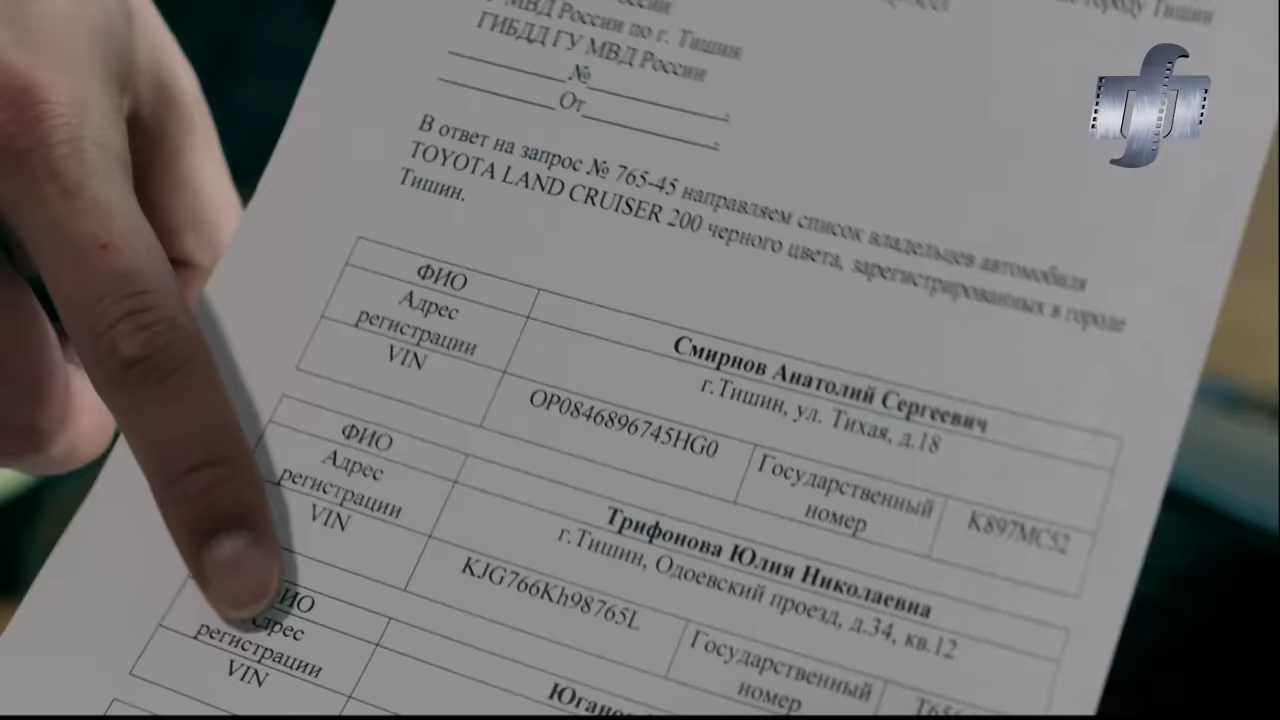 России
МВД России по г. Тишин
ГИБДД ГУ МВД России
№
От
городу Тишин
В ответ на запрос № 765-45 направляем список владельцев автомобиля
TOYOTA LAND CRUISER 200 черного цвета, зарегистрированных в городе
Тишин.
ФИО
Смирнов Анатолий Сергеевич
Адрес
регистрации
г.Тишин, ул. Тихая, д.18
VIN
OP0846896745HG0
Государственный
номер
K897MC52
ФИО
Трифонова Юлия Николаевна
Адрес
регистрации
г.Тишин, Одоевский проезд, д.34, кв.12
VIN
KJG766Kh98765L
Государственный
номер
регистрации
VIN